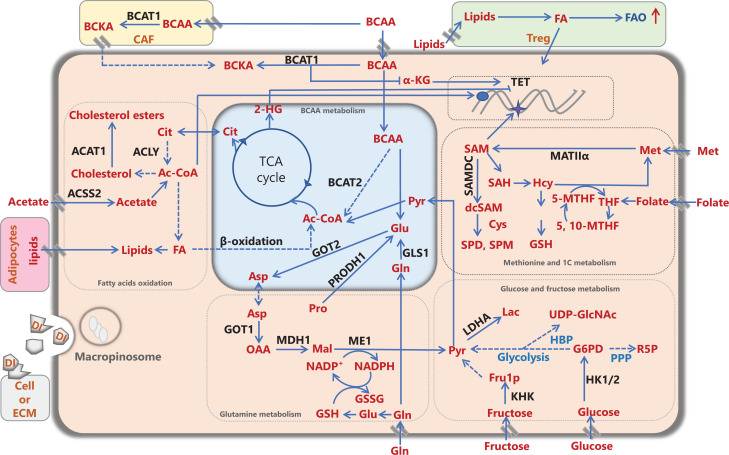 BCKA BCAT1 BCAA
CAF
BCAA
Lipids
Lipids FA FAO
Treg
BCKA BCAT1 BCAA
α-KG
TET
2-HG
BCAA metabolism
Cholesterol esters
Cit
Cit
TCA
cycle
BCAA
ACAT1
ACLY
Cholesterol
Ac-CoA
BCAT2
Acetate ACSS2 Acetate
Ac-CoA
Pyr
Glu
β-oxidation
GOT2
GLS1
Adipocytes
lipids
Lipids FA
Fatty acids oxidation
Asp
PRODH1
Gln
Pro
SAM MATIIα Met Met
SAMDC
SAH Hcy
dcSAM
Cys
5-MTHF THF Folate Folate
5, 10-MTHF
SPD, SPM
GSH
Methionine and 1C metabolism
Glucose and fructose metabolism
Asp
GOT1
OAA MDH1 Mal ME1
NADP+ NADPH
GSSG
GSH Glu Gln
Glutamine metabolism
Gln
LDHA Lac
UDP-GlcNAc
HBP
Pyr
Glycolysis
G6PD PPP R5P
Fru1p
HK1/2
KHK
Fructose
Glucose
Fructose
Glucose
DI
DI
Macropinosome
DI
Cell
or
ECM